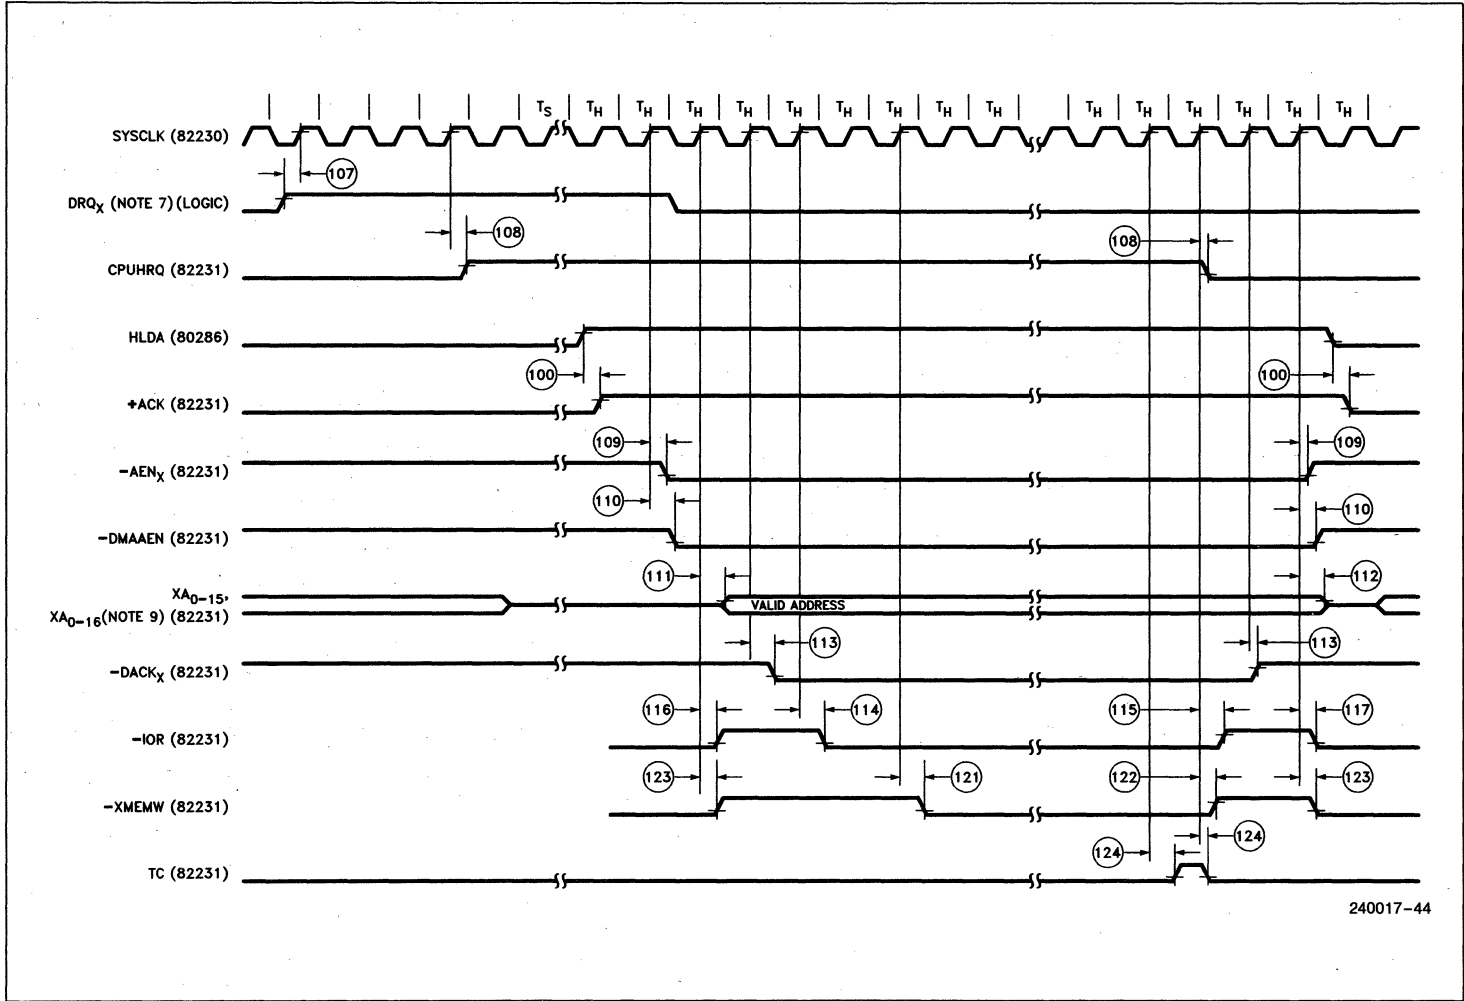 T_S T_H T_H T_H T_H T_H T_H T_H T_H T_H T_H T_H T_H T_H T_H T_H
SYSCLK (82230)
107
DRQ_X (NOTE 7)(LOGIC)
108 108
CPUHRQ (82231)
HLDA (80286)
100 100
+ACK (82231)
109 109
-AEN_X (82231)
110 110
-DMAAEN (82231)
111 112
XA_0-15,
XA_0-16(NOTE 9) (82231) VALID ADDRESS
113 113
-DACK_X (82231)
116 114 115 117
-IOR (82231)
123 121 122 123
-XMEMW (82231)
124 124
TC (82231)
240017-44